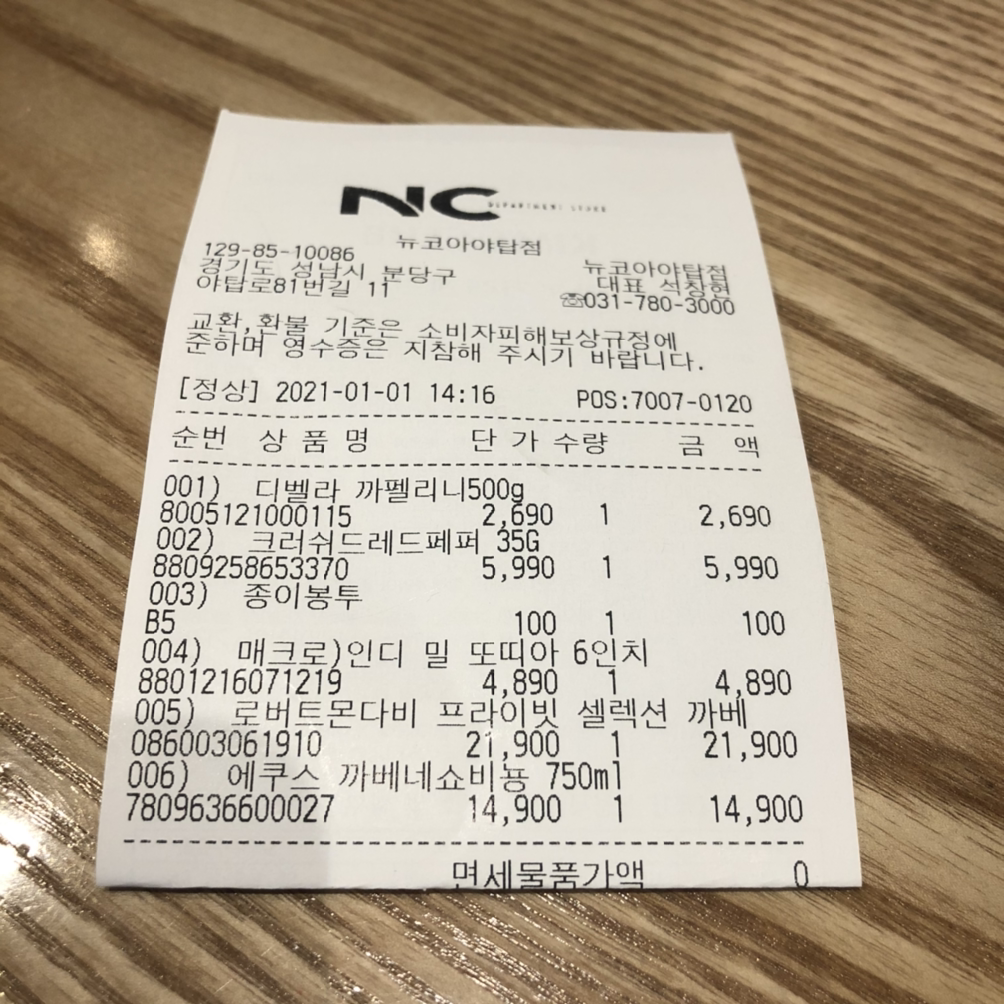 NC DEPARTMENT STORE
뉴코아야탑점
129-85-10086 뉴코아야탑점
경기도 성남시 분당구 대표 석창현
야탑로81번길 11 ☎031-780-3000
교환,환불 기준은 소비자피해보상규정에
준하며 영수증은 지참해 주시기 바랍니다.
[정상] 2021-01-01 14:16 POS:7007-0120
순번 상 품 명 단 가 수량 금 액
001) 디벨라 까펠리니500g
8005121000115 2,690 1 2,690
002) 크러쉬드레드페퍼 35G
8809258653370 5,990 1 5,990
003) 종이봉투
B5 100 1 100
004) 매크로)인디 밀 또띠아 6인치
8801216071219 4,890 1 4,890
005) 로버트몬다비 프라이빗 셀렉션 까베
086003061910 21,900 1 21,900
006) 에쿠스 까베네쇼비뇽 750ml
7809636600027 14,900 1 14,900
면세물품가액 0